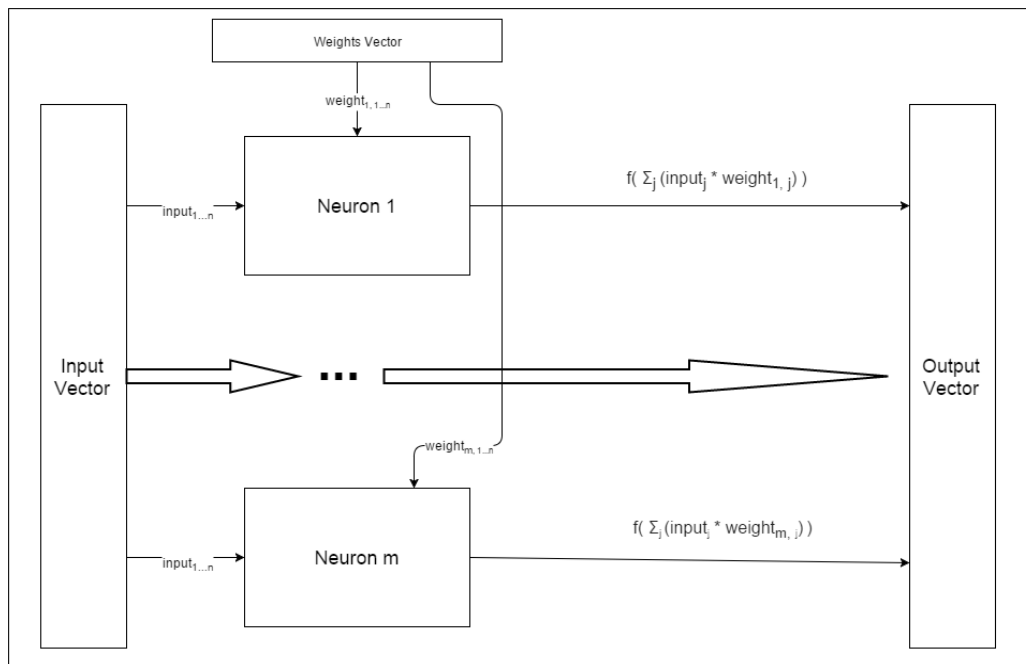 Weights Vector
weight1, 1...n
f( Σj (inputj * weight1, j) )
Neuron 1
input1...n
Input
Vector
...
Output
Vector
weightm, 1...n
f( Σj (inputj * weightm, j) )
Neuron m
input1...n